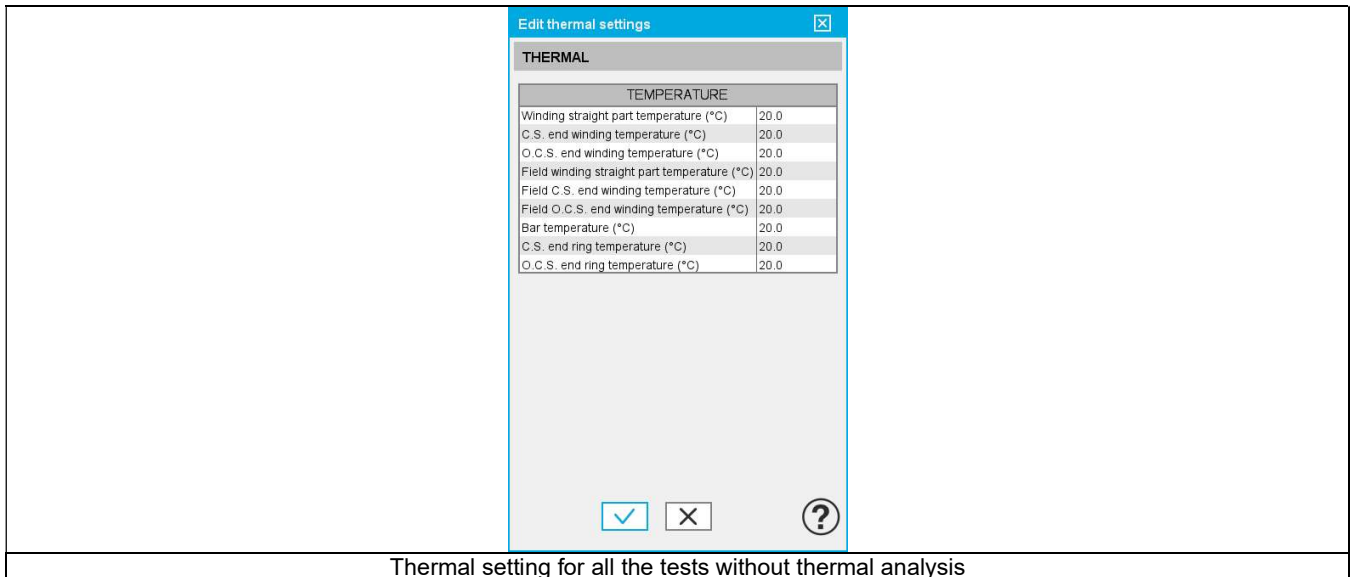 Edit thermal settings
THERMAL
TEMPERATURE
Winding straight part temperature (°C) 20.0
C.S. end winding temperature (°C) 20.0
O.C.S. end winding temperature (°C) 20.0
Field winding straight part temperature (°C) 20.0
Field C.S. end winding temperature (°C) 20.0
Field O.C.S. end winding temperature (°C) 20.0
Bar temperature (°C) 20.0
C.S. end ring temperature (°C) 20.0
O.C.S. end ring temperature (°C) 20.0
?
Thermal setting for all the tests without thermal analysis